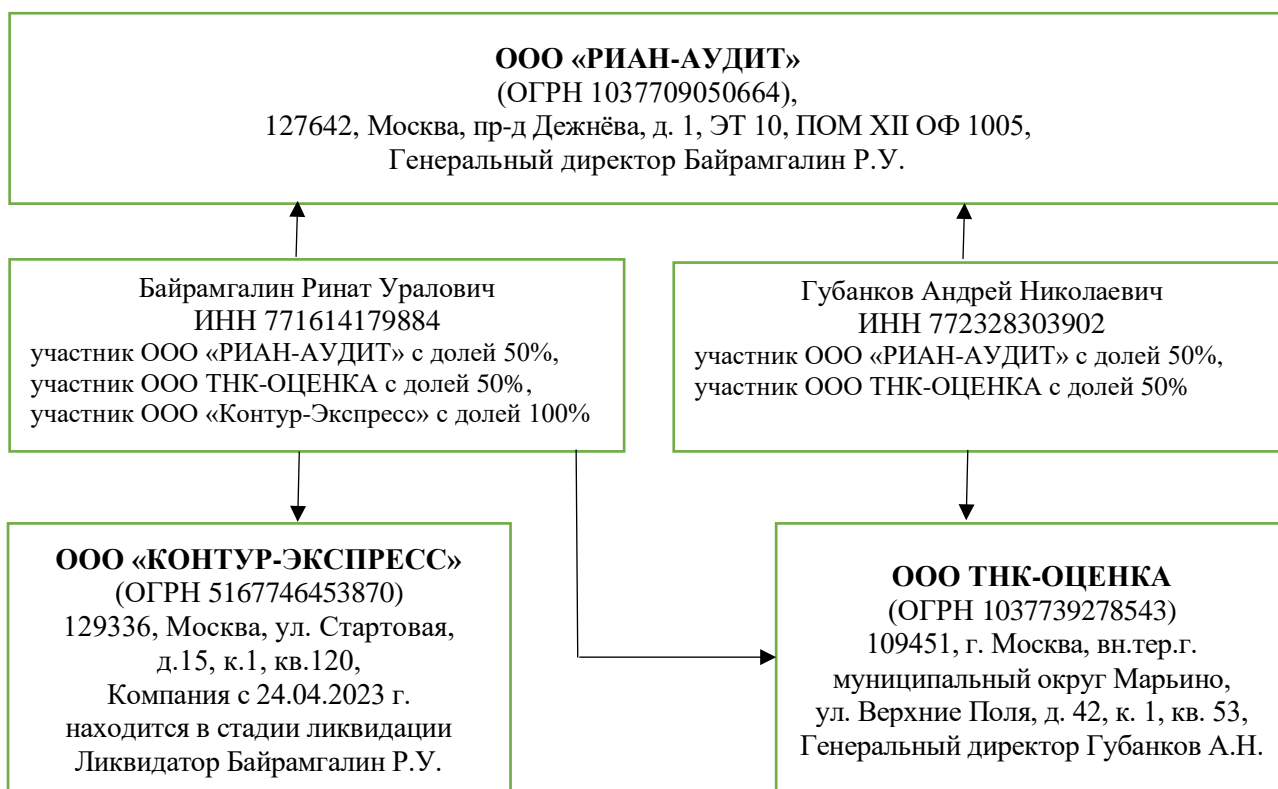 ООО «РИАН-АУДИТ»
(ОГРН 1037709050664),
127642, Москва, пр-д Дежнёва, д. 1, ЭТ 10, ПОМ XII ОФ 1005,
Генеральный директор Байрамгалин Р.У.
Байрамгалин Ринат Уралович
ИНН 771614179884
участник ООО «РИАН-АУДИТ» с долей 50%,
участник ООО ТНК-ОЦЕНКА с долей 50%,
участник ООО «Контур-Экспресс» с долей 100%
Губанков Андрей Николаевич
ИНН 772328303902
участник ООО «РИАН-АУДИТ» с долей 50%,
участник ООО ТНК-ОЦЕНКА с долей 50%
ООО «КОНТУР-ЭКСПРЕСС»
(ОГРН 5167746453870)
129336, Москва, ул. Стартовая,
д.15, к.1, кв.120,
Компания с 24.04.2023 г.
находится в стадии ликвидации
Ликвидатор Байрамгалин Р.У.
ООО ТНК-ОЦЕНКА
(ОГРН 1037739278543)
109451, г. Москва, вн.тер.г.
муниципальный округ Марьино,
ул. Верхние Поля, д. 42, к. 1, кв. 53,
Генеральный директор Губанков А.Н.